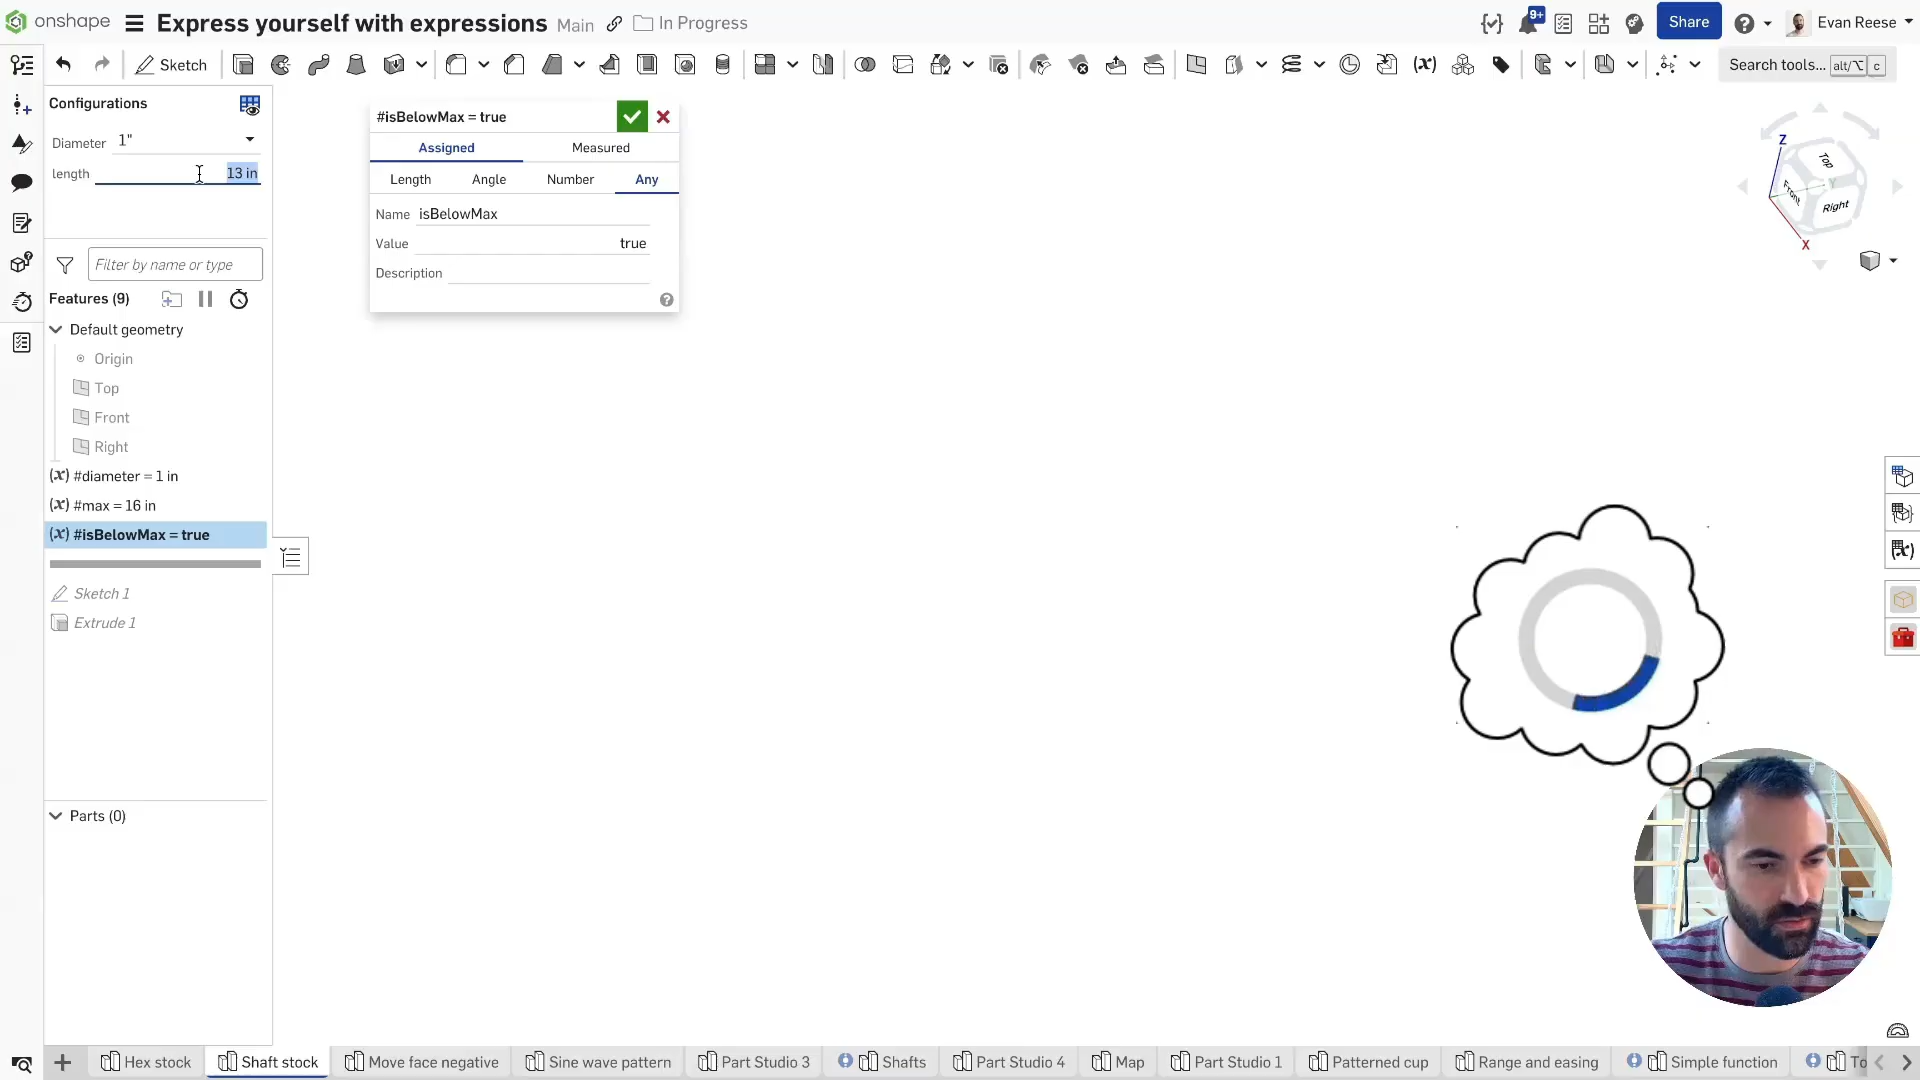 onshape
Express yourself with expressions Main In Progress
9+
Share
Evan Reese
Sketch
Search tools... alt/⌥ c
Configurations
Diameter 1"
length 13 in
#isBelowMax = true
Assigned Measured
Length Angle Number Any
Name isBelowMax
Value true
Description
Filter by name or type
Features (9)
Default geometry
Origin
Top
Front
Right
(x) #diameter = 1 in
(x) #max = 16 in
(x) #isBelowMax = true
Sketch 1
Extrude 1
Parts (0)
Z
Top
Front
Right
X
Hex stock
Shaft stock
Move face negative
Sine wave pattern
Part Studio 3
Shafts
Part Studio 4
Map
Part Studio 1
Patterned cup
Range and easing
Simple function
To